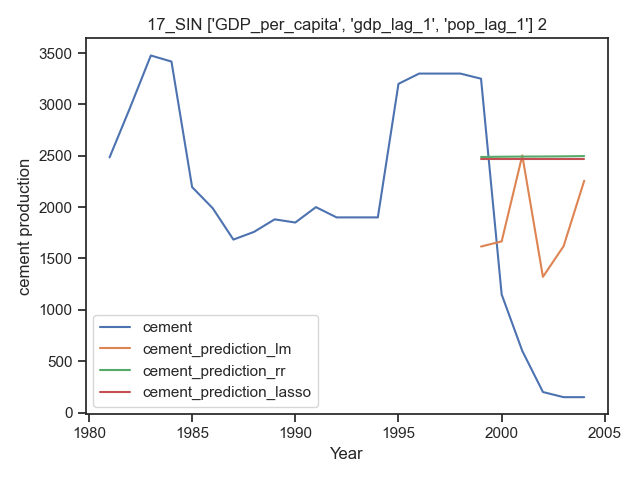 17_SIN ['GDP_per_capita', 'gdp_lag_1', 'pop_lag_1'] 2
3500
3000
2500
2000
1500
1000
500
0
cement production
cement
cement_prediction_lm
cement_prediction_rr
cement_prediction_lasso
1980 1985 1990 1995 2000 2005
Year